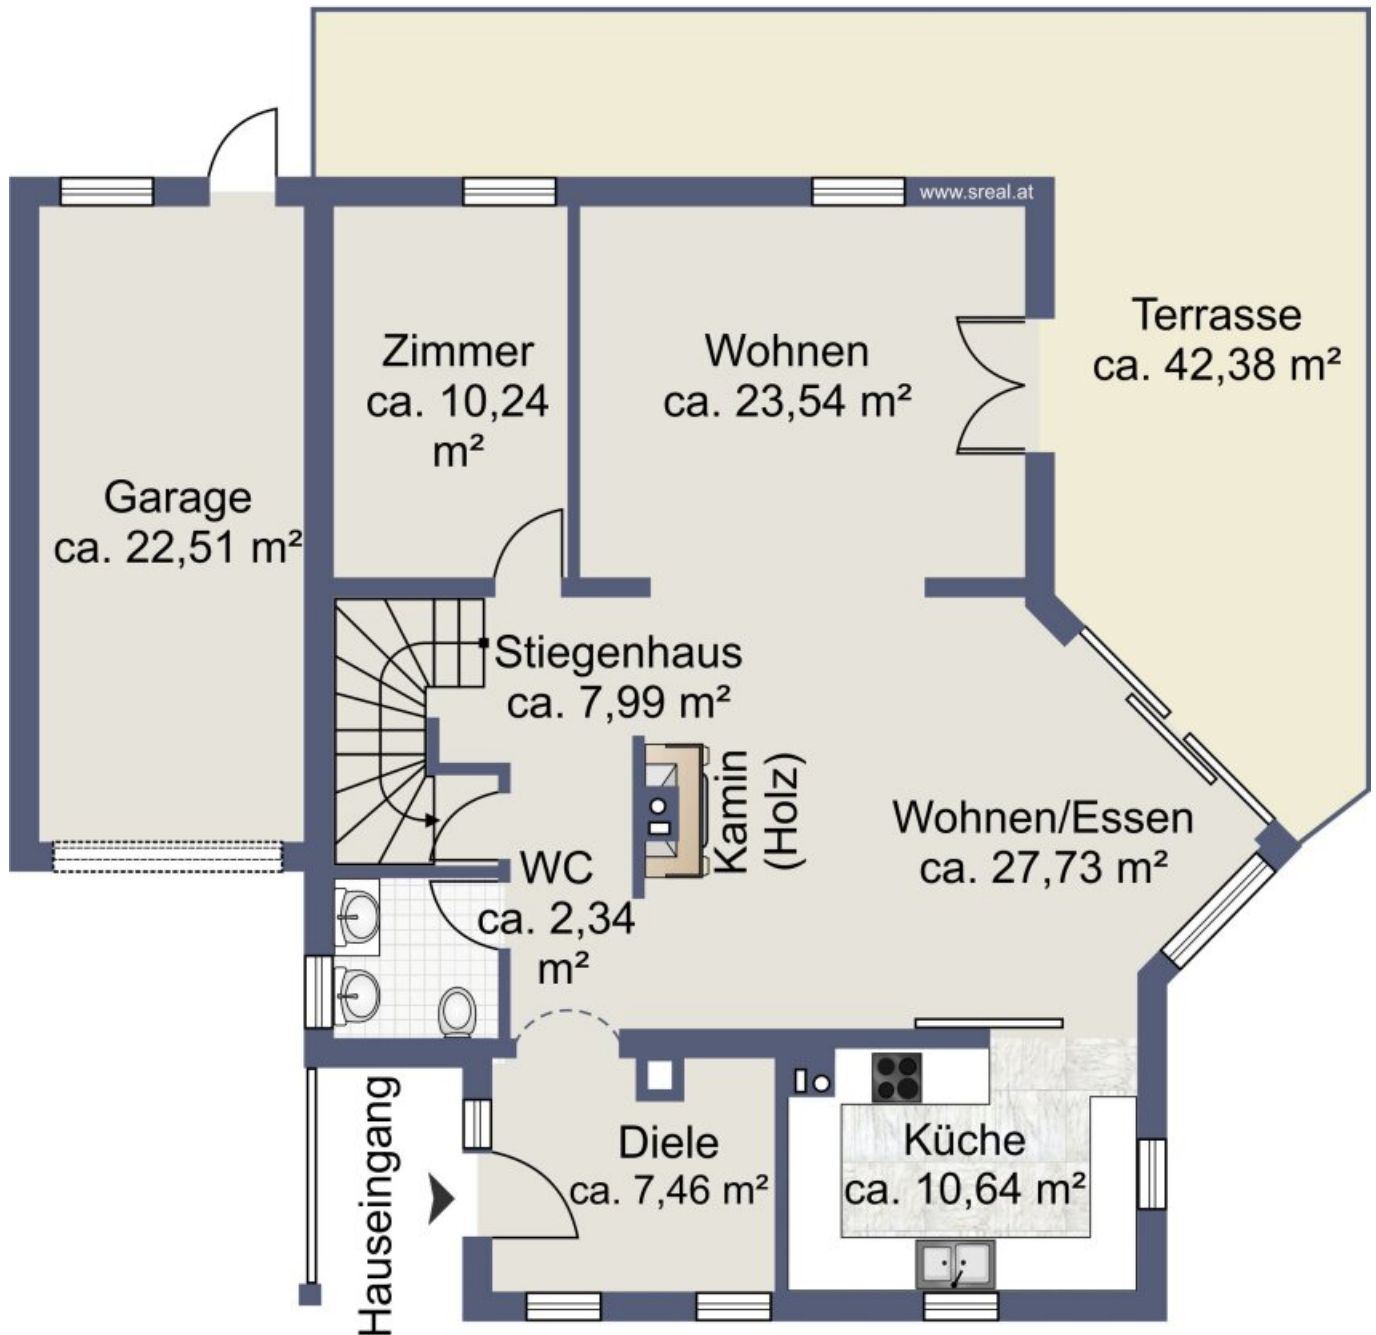 www.sreal.at
Terrasse
ca. 42,38 m²
Zimmer
ca. 10,24
m²
Wohnen
ca. 23,54 m²
Garage
ca. 22,51 m²
Stiegenhaus
ca. 7,99 m²
Kamin
(Holz)
Wohnen/Essen
ca. 27,73 m²
WC
ca. 2,34
m²
Hauseingang
Diele
ca. 7,46 m²
Küche
ca. 10,64 m²